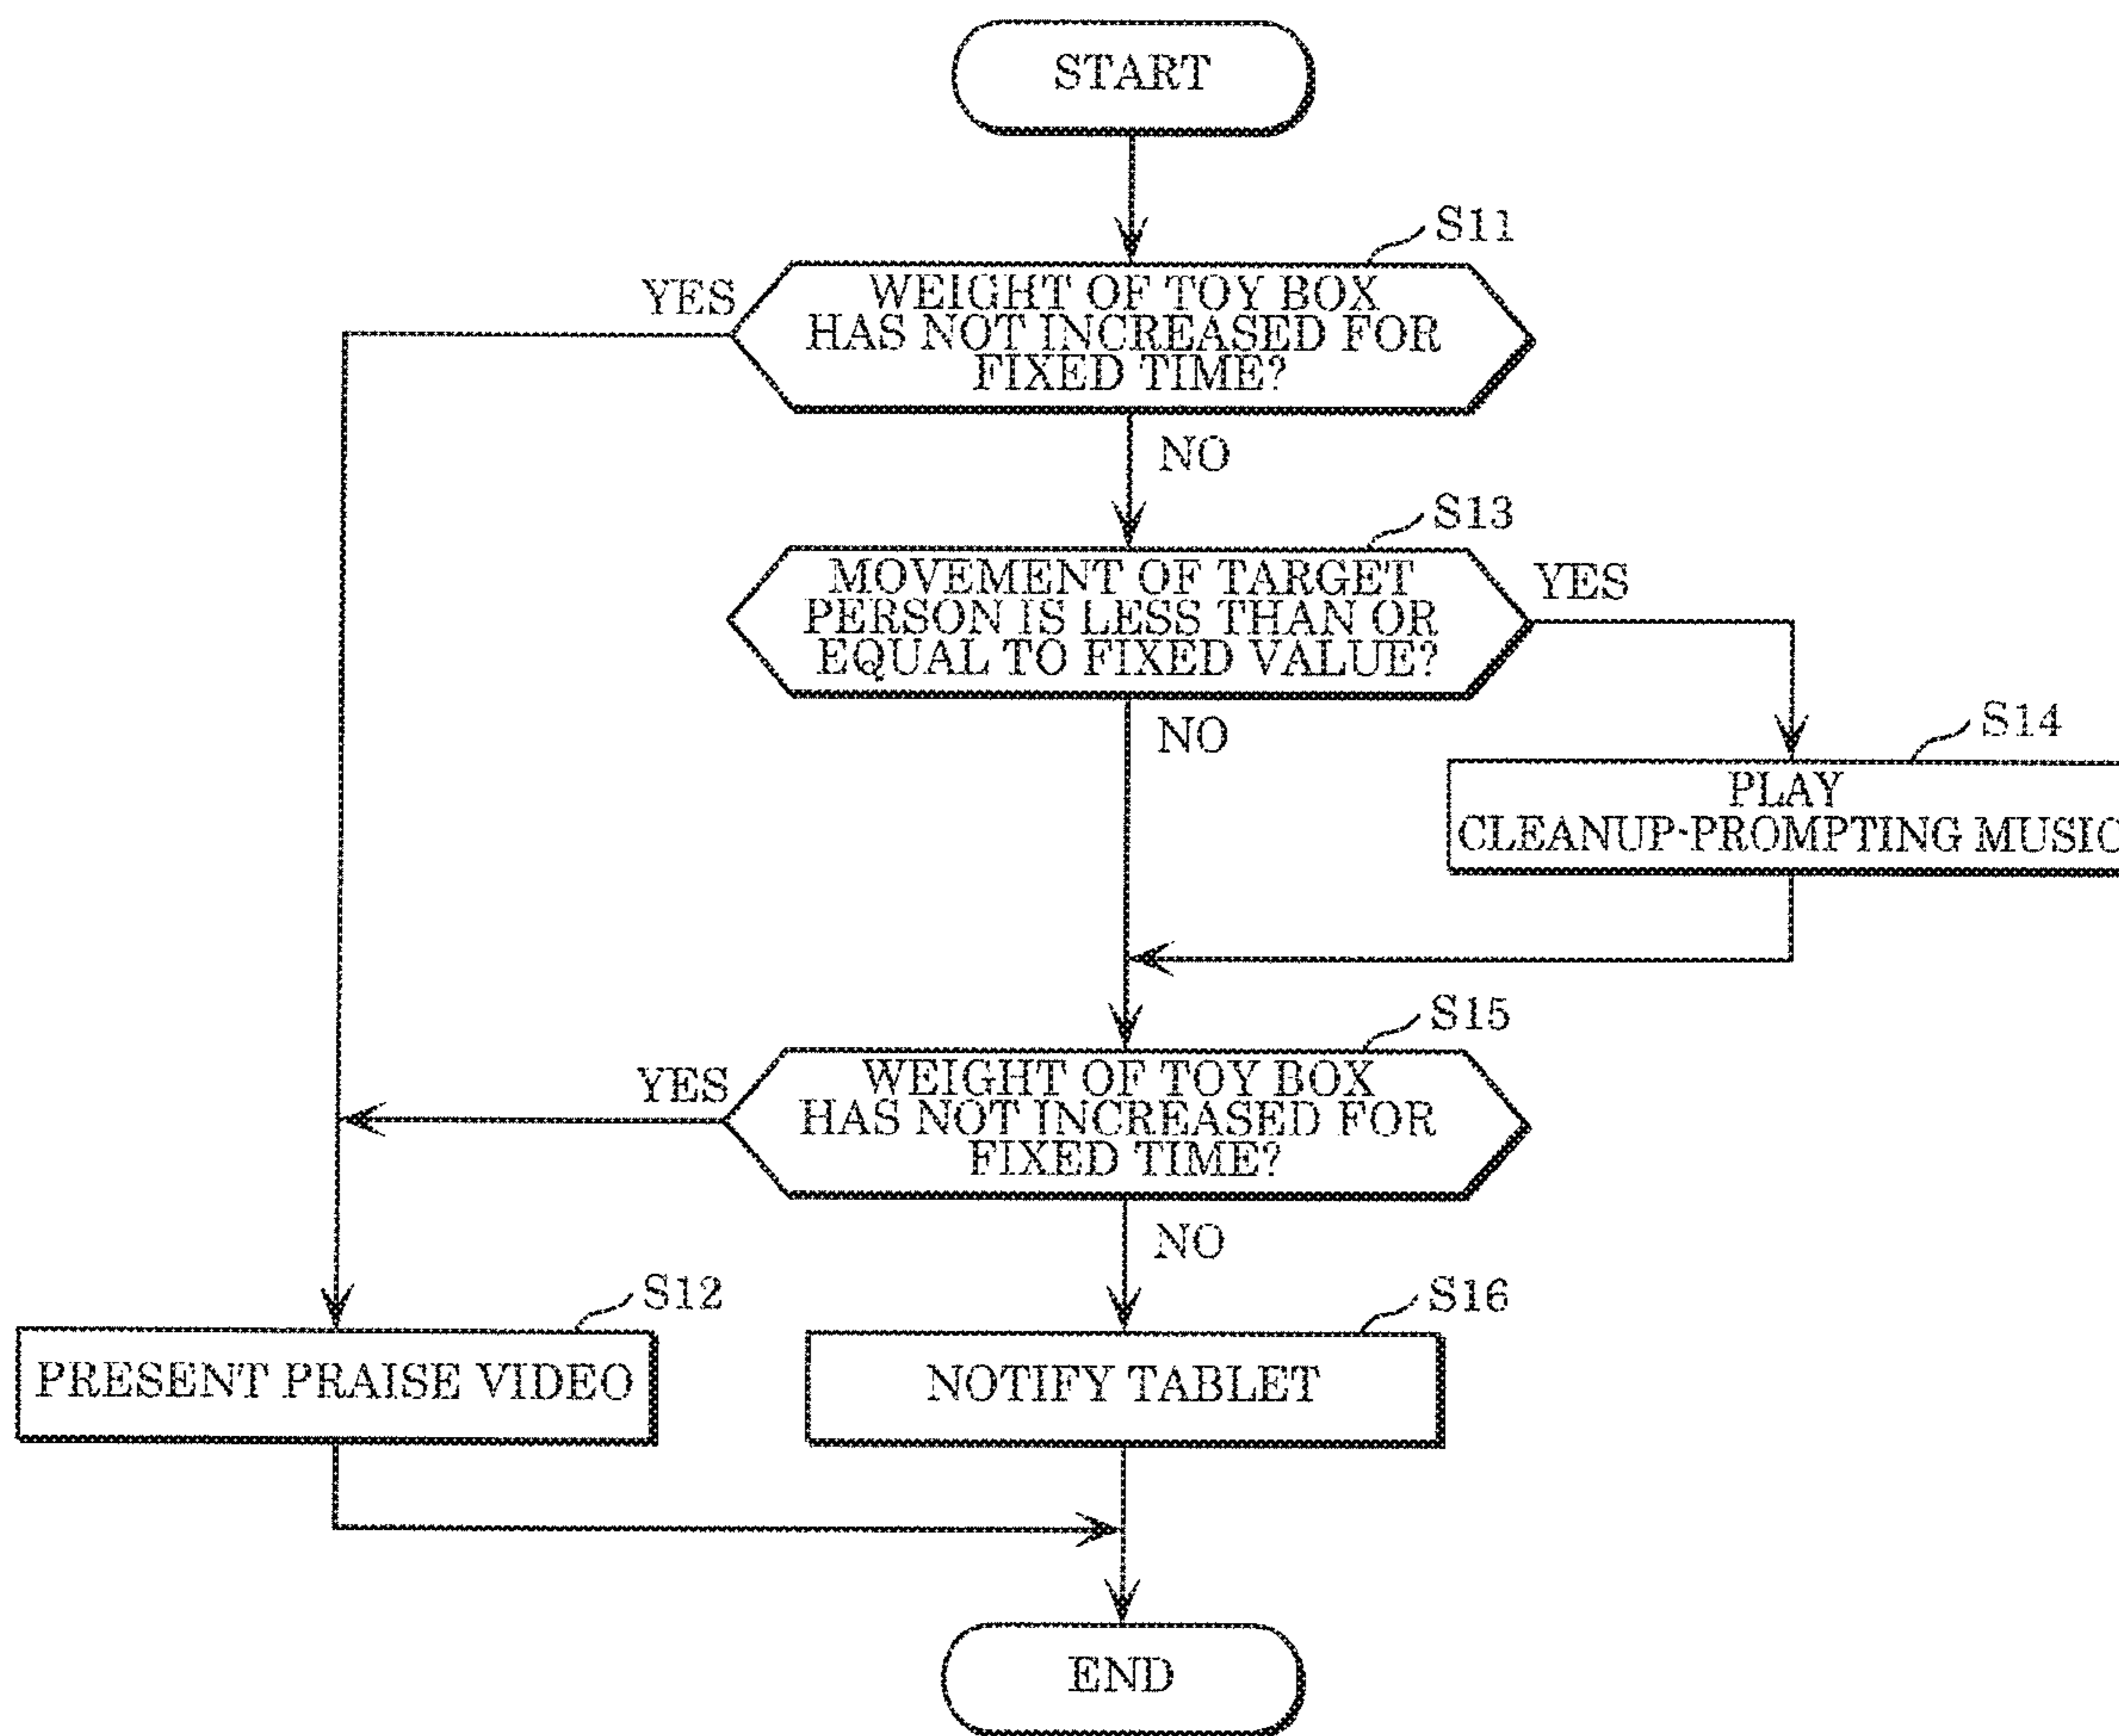 START
S11
YES
WEIGHT OF TOY BOX
HAS NOT INCREASED FOR
FIXED TIME?
NO
S13
MOVEMENT OF TARGET
PERSON IS LESS THAN OR
EQUAL TO FIXED VALUE?
YES
NO
S14
PLAY
CLEANUP-PROMPTING MUSIC
S15
YES
WEIGHT OF TOY BOX
HAS NOT INCREASED FOR
FIXED TIME?
NO
S12
PRESENT PRAISE VIDEO
S16
NOTIFY TABLET
END